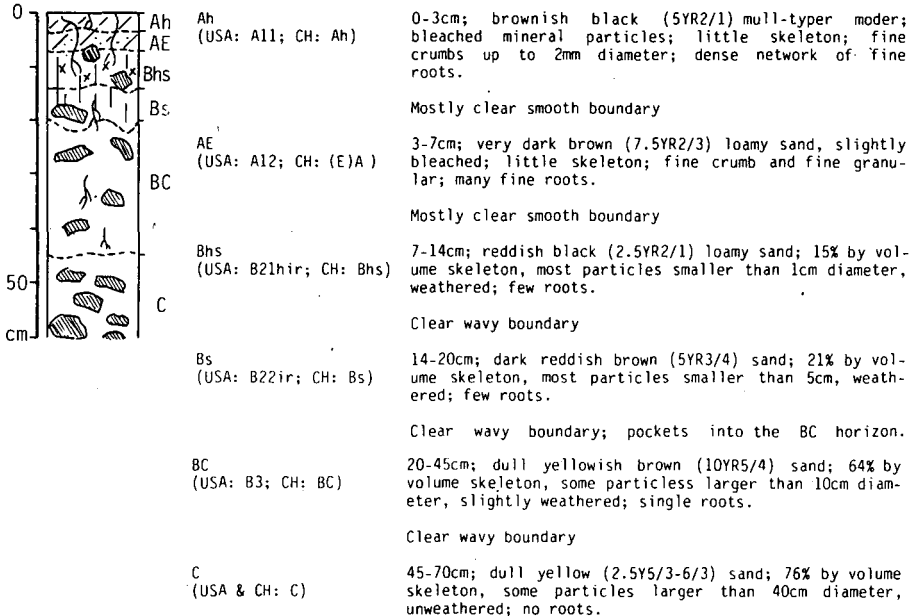 0
50
cm
Ah
AE
Bhs
Bs
BC
C
Ah
(USA: A11; CH: Ah)
0-3cm; brownish black (5YR2/1) mull-typer moder;
bleached mineral particles; little skeleton; fine
crumbs up to 2mm diameter; dense network of fine
roots.
Mostly clear smooth boundary
AE
(USA: A12; CH: (E)A )
3-7cm; very dark brown (7.5YR2/3) loamy sand, slightly
bleached; little skeleton; fine crumb and fine granu-
lar; many fine roots.
Mostly clear smooth boundary
Bhs
(USA: B21hir; CH: Bhs)
7-14cm; reddish black (2.5YR2/1) loamy sand; 15% by vol-
ume skeleton, most particles smaller than 1cm diameter,
weathered; few roots.
Clear wavy boundary
Bs
(USA: B22ir; CH: Bs)
14-20cm; dark reddish brown (5YR3/4) sand; 21% by vol-
ume skeleton, most particles smaller than 5cm, weath-
ered; few roots.
Clear wavy boundary; pockets into the BC horizon.
BC
(USA: B3; CH: BC)
20-45cm; dull yellowish brown (10YR5/4) sand; 64% by
volume skeleton, some particless larger than 10cm diam-
eter, slightly weathered; single roots.
Clear wavy boundary
C
(USA & CH: C)
45-70cm; dull yellow (2.5Y5/3-6/3) sand; 76% by volume
skeleton, some particles larger than 40cm diameter,
unweathered; no roots.